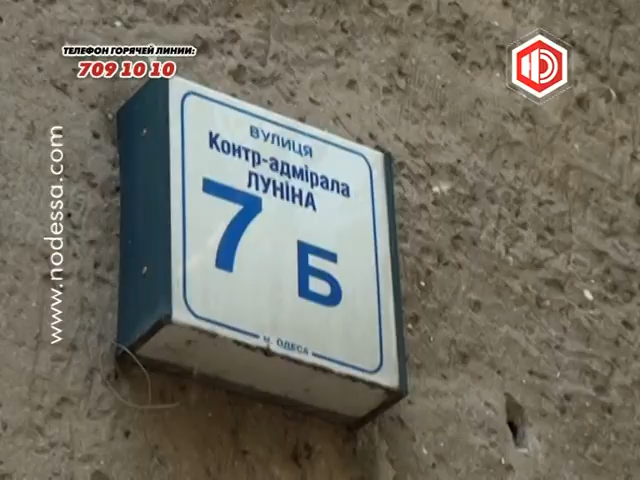 ТЕЛЕФОН ГОРЯЧЕЙ ЛИНИИ:
709 10 10
www.nodessa.com
ВУЛИЦЯ
Контр-адмірала
ЛУНІНА
7 Б
м. ОДЕСА